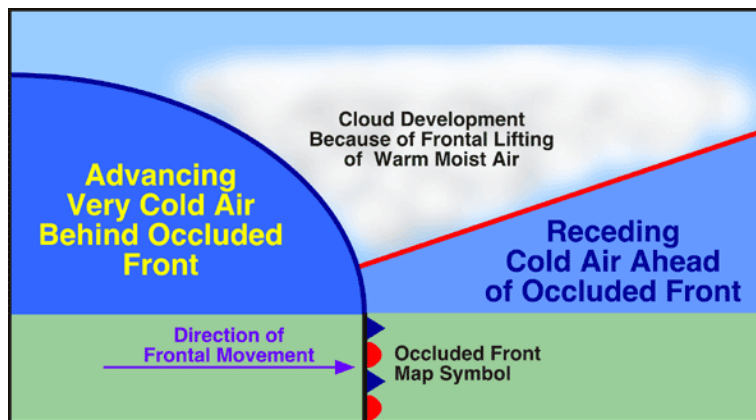 Cloud Development
Because of Frontal Lifting
of Warm Moist Air
Advancing
Very Cold Air
Behind Occluded
Front
Receding
Cold Air Ahead
of Occluded Front
Direction of
Frontal Movement
Occluded Front
Map Symbol